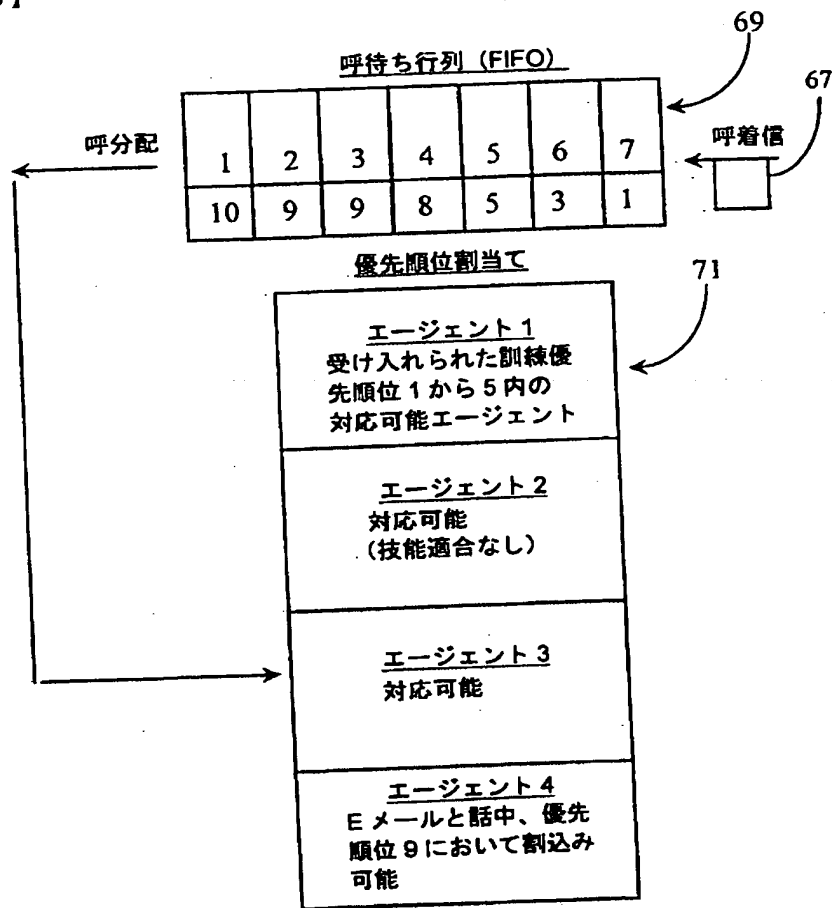 69
呼待ち行列 (FIFO)
67
呼分配
呼着信
1 2 3 4 5 6 7
10 9 9 8 5 3 1
優先順位割当て
71
エージェント 1
受け入れられた訓練優
先順位 1 から 5 内の
対応可能エージェント
エージェント 2
対応可能
(技能適合なし)
エージェント 3
対応可能
エージェント 4
E メールと話中、優先
順位 9 において割込み
可能